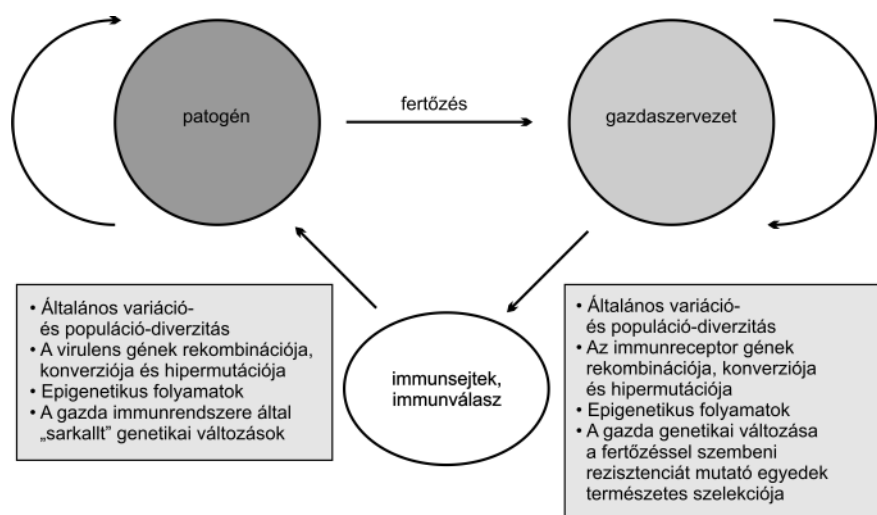 patogén
fertőzés
gazdaszervezet
• Általános variáció-
és populáció-diverzitás
• A virulens gének rekombinációja,
konverziója és hipermutációja
• Epigenetikus folyamatok
• A gazda immunrendszere által
„sarkallt” genetikai változások
immunsejtek,
immunválasz
• Általános variáció-
és populáció-diverzitás
• Az immunreceptor gének
rekombinációja, konverziója
és hipermutációja
• Epigenetikus folyamatok
• A gazda genetikai változása
a fertőzéssel szembeni
rezisztenciát mutató egyedek
természetes szelekciója